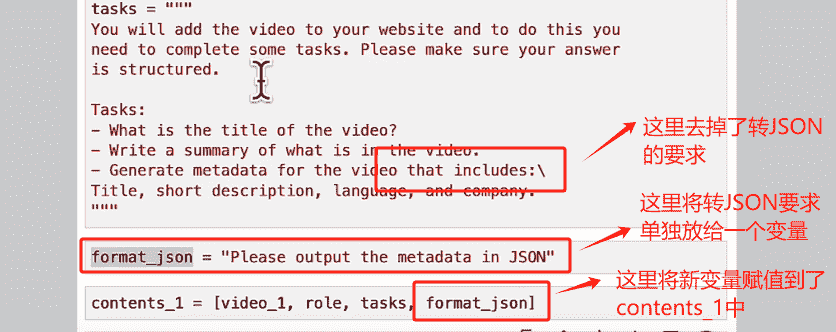 tasks = """
You will add the video to your website and to do this you
need to complete some tasks. Please make sure your answer
is structured.
Tasks:
- What is the title of the video?
- Write a summary of what is in the video.
- Generate metadata for the video that includes:\
Title, short description, language, and company.
"""
这里去掉了转JSON
的要求
这里将转JSON要求
单独放给一个变量
format_json = "Please output the metadata in JSON"
这里将新变量赋值到了
contents_1中
contents_1 = [video_1, role, tasks, format_json]